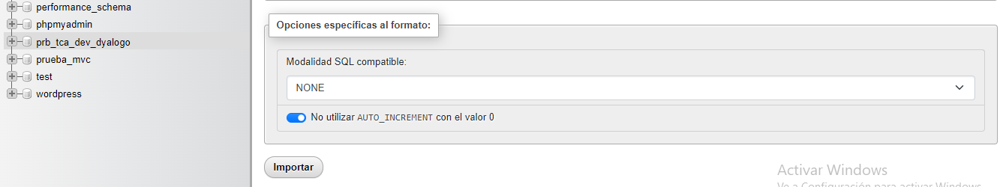 performance_schema
phpmyadmin
prb_tca_dev_dyalogo
prueba_mvc
test
wordpress
Opciones específicas al formato:
Modalidad SQL compatible:
NONE
No utilizar AUTO_INCREMENT con el valor 0
Importar
Activar Windows
Ve a Configuración para activar Windows